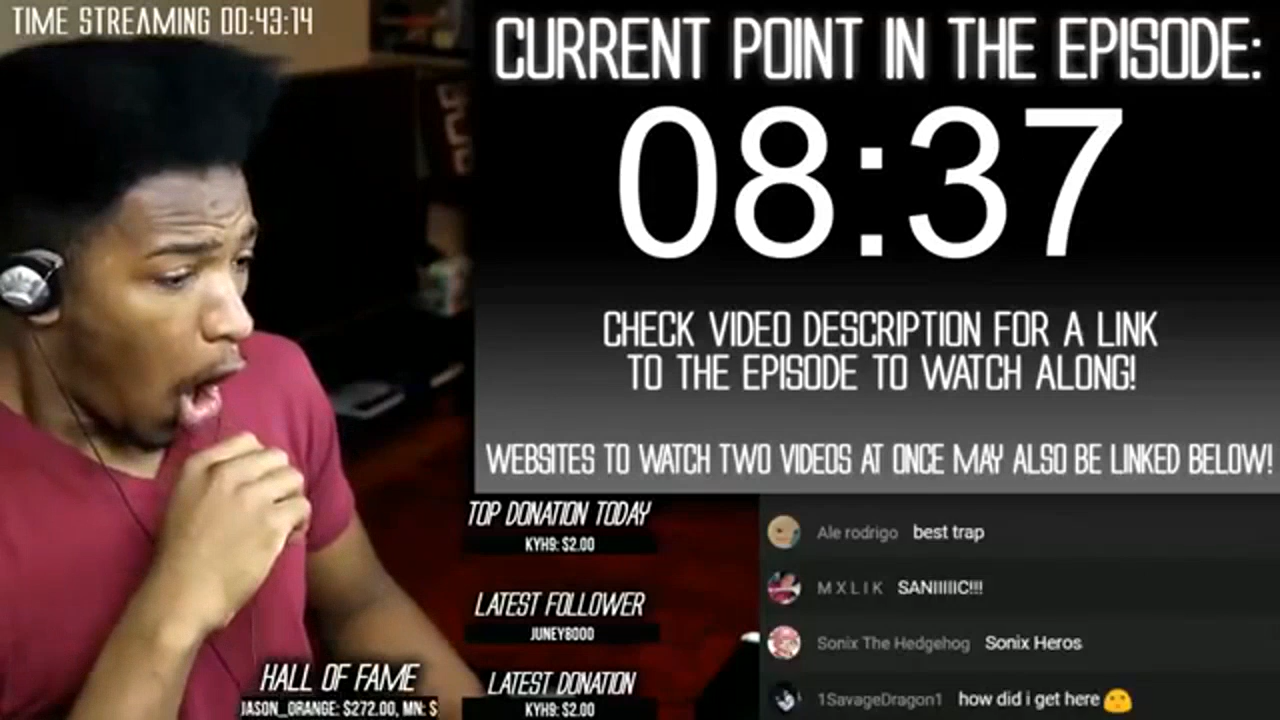 TIME STREAMING 00:43:14
CURRENT POINT IN THE EPISODE:
08:37
CHECK VIDEO DESCRIPTION FOR A LINK
TO THE EPISODE TO WATCH ALONG!
WEBSITES TO WATCH TWO VIDEOS AT ONCE MAY ALSO BE LINKED BELOW!
TOP DONATION TODAY
KYH9: $2.00
LATEST FOLLOWER
JUNEY8000
LATEST DONATION
KYH9: $2.00
HALL OF FAME
JASON_ORANGE: $272.00, MN: $
Ale rodrigo best trap
M X L I K SANIIIIIC!!!
Sonix The Hedgehog Sonix Heros
1SavageDragon1 how did i get here